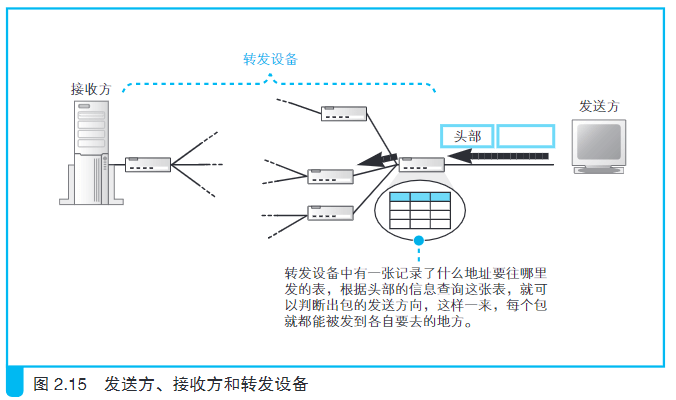 转发设备
接收方
发送方
头部
转发设备中有一张记录了什么地址要往哪里
发的表，根据头部的信息查询这张表，就可
以判断出包的发送方向，这样一来，每个包
就都能被发到各自要去的地方。
图 2.15 发送方、接收方和转发设备